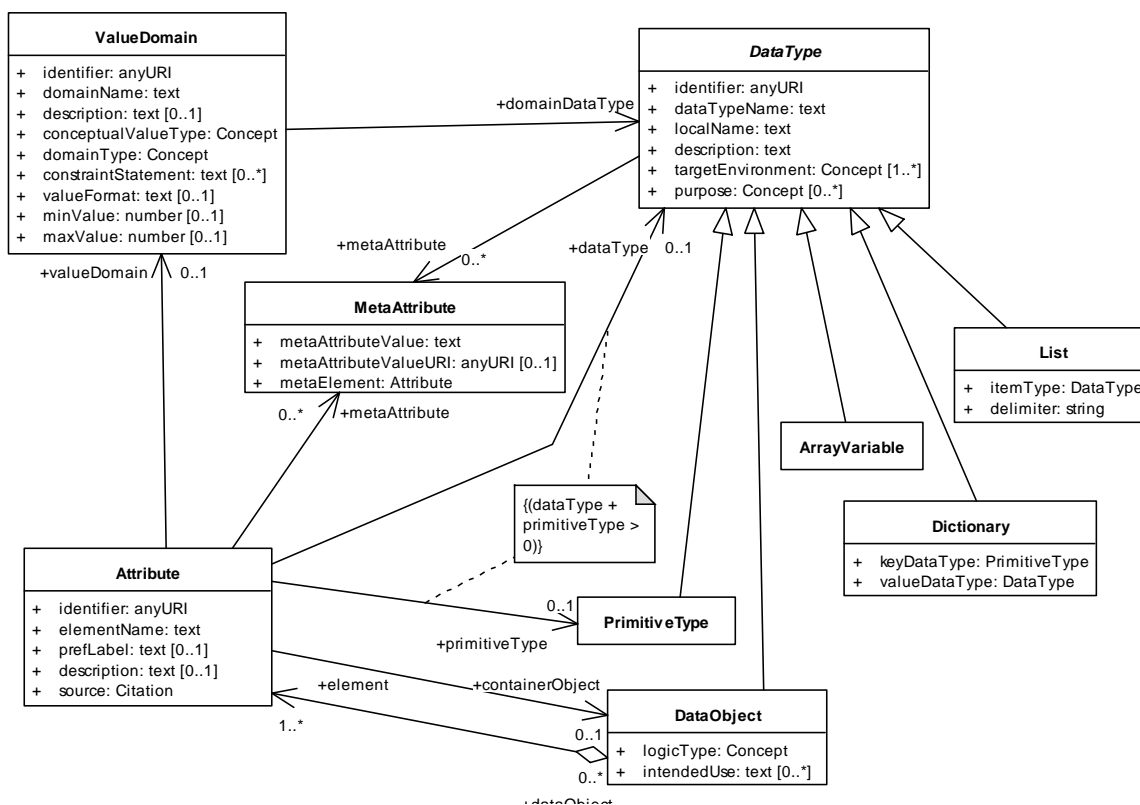 ValueDomain
+ identifier: anyURI
+ domainName: text
+ description: text [0..1]
+ conceptualValueType: Concept
+ domainType: Concept
+ constraintStatement: text [0..*]
+ valueFormat: text [0..1]
+ minValue: number [0..1]
+ maxValue: number [0..1]
DataType
+ identifier: anyURI
+ dataTypeName: text
+ localName: text
+ description: text
+ targetEnvironment: Concept [1..*]
+ purpose: Concept [0..*]
+domainDataType
+metaAttribute
0..*
+dataType
0..1
+valueDomain
0..1
MetaAttribute
+ metaAttributeValue: text
+ metaAttributeValueURI: anyURI [0..1]
+ metaElement: Attribute
0..*
+metaAttribute
List
+ itemType: DataType
+ delimiter: string
ArrayVariable
{(dataType +
primitiveType >
0)}
Dictionary
+ keyDataType: PrimitiveType
+ valueDataType: DataType
Attribute
+ identifier: anyURI
+ elementName: text
+ prefLabel: text [0..1]
+ description: text [0..1]
+ source: Citation
0..1
+primitiveType
PrimitiveType
+element
1..*
+containerObject
0..1
DataObject
+ logicType: Concept
+ intendedUse: text [0..*]
0..*
+dataObject